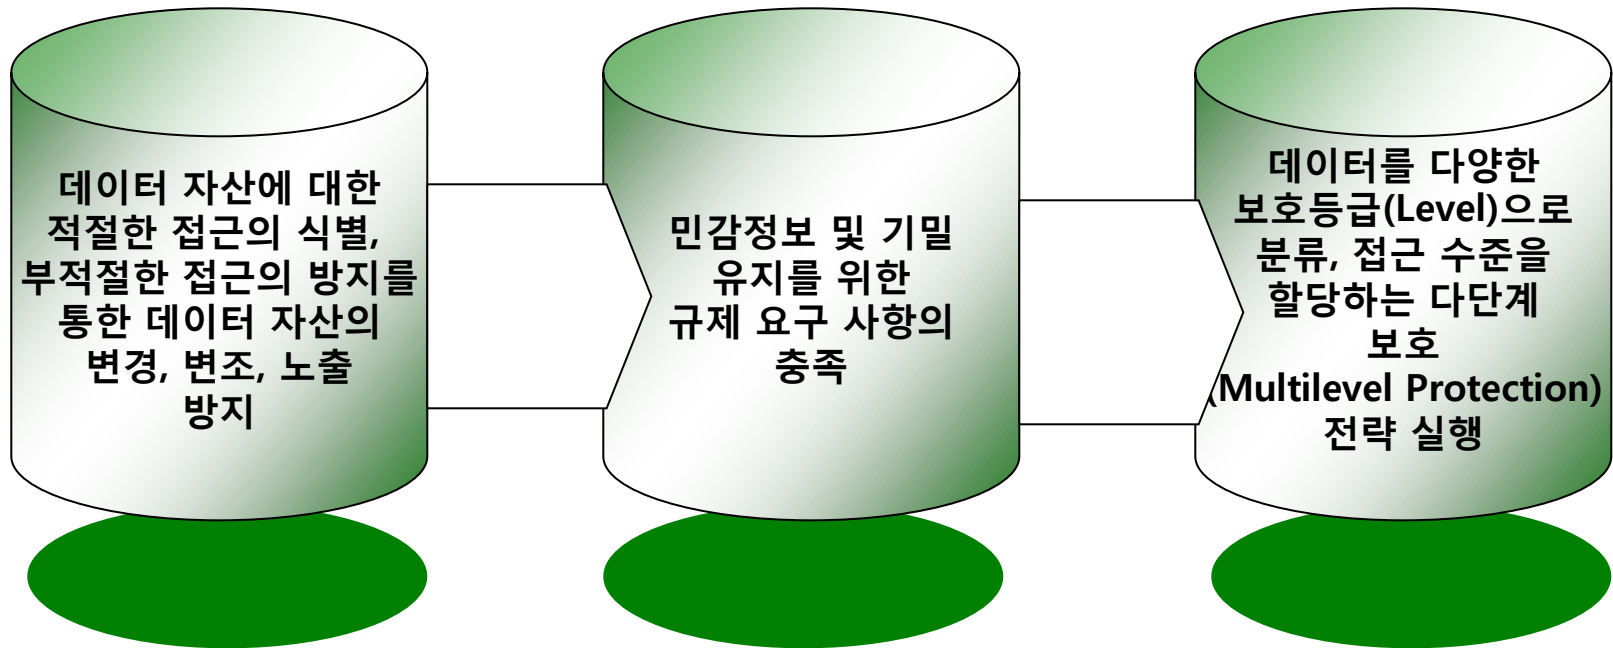 데이터 자산에 대한
적절한 접근의 식별,
부적절한 접근의 방지를
통한 데이터 자산의
변경, 변조, 노출
방지
민감정보 및 기밀
유지를 위한
규제 요구 사항의
충족
데이터를 다양한
보호등급(Level)으로
분류, 접근 수준을
할당하는 다단계
보호
(Multilevel Protection)
전략 실행